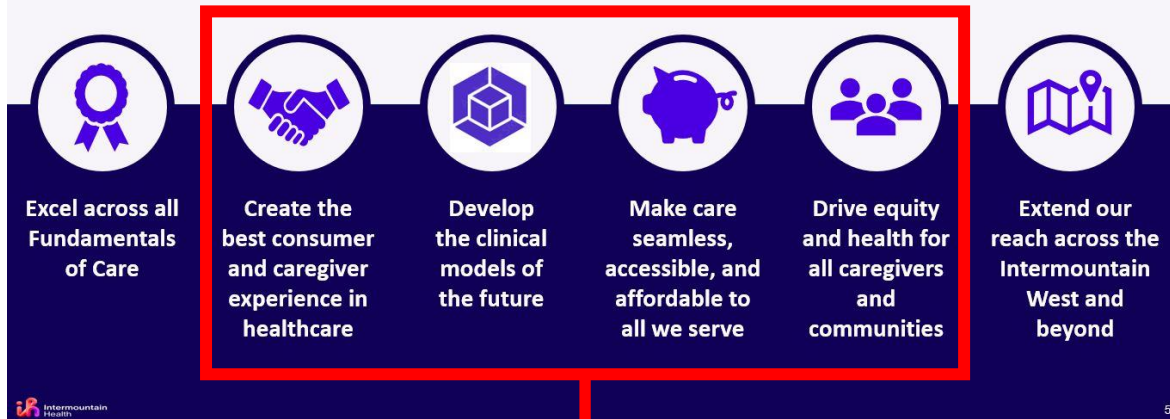 Excel across all
Fundamentals
of Care
Create the
best consumer
and caregiver
experience in
healthcare
Develop
the clinical
models of
the future
Make care
seamless,
accessible, and
affordable to
all we serve
Drive equity
and health for
all caregivers
and
communities
Extend our
reach across the
Intermountain
West and
beyond
Intermountain
Health
5